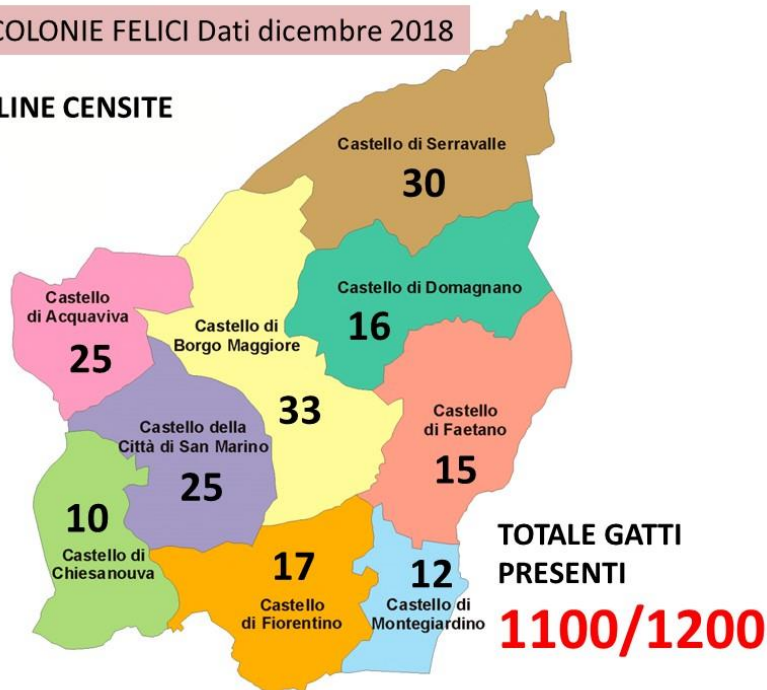 COLONIE FELICI Dati dicembre 2018
LINE CENSITE
Castello di Serravalle
30
Castello di Domagnano
16
Castello
di Acquaviva
25
Castello di
Borgo Maggiore
33
Castello
di Faetano
15
Castello della
Città di San Marino
25
10
Castello di
Chiesanouva
17
Castello
di Fiorentino
12
Castello di
Montegiardino
TOTALE GATTI
PRESENTI
1100/1200